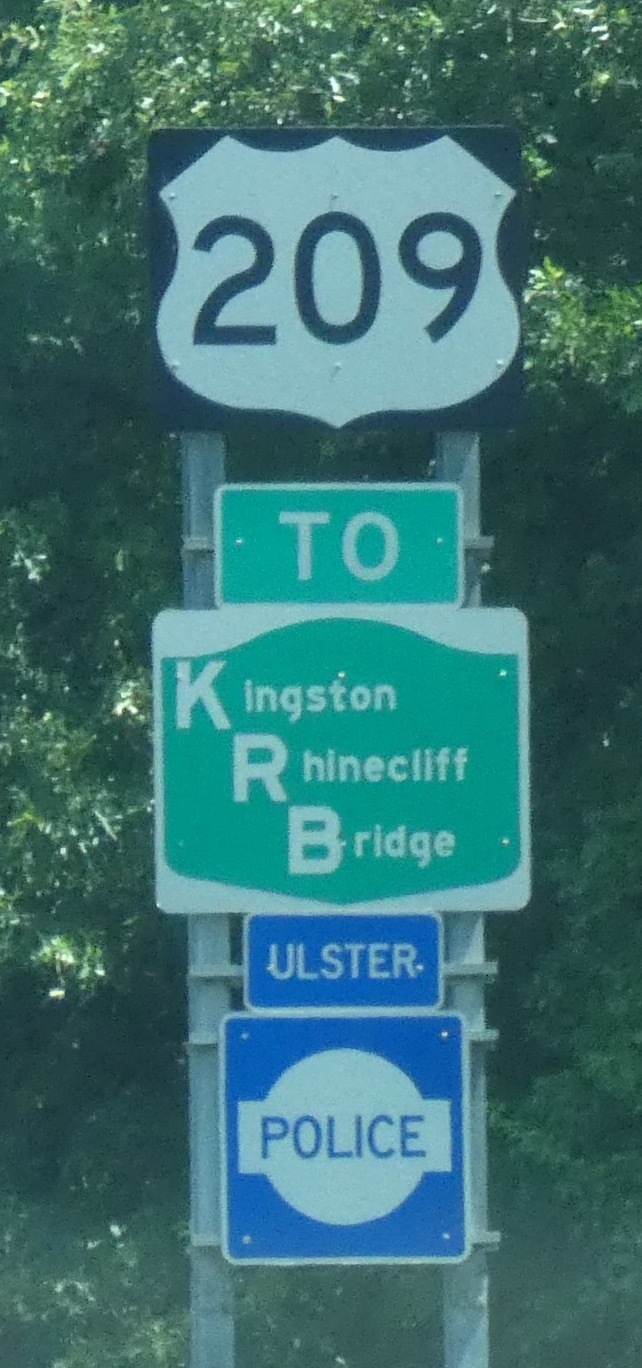 209
TO
Kingston
Rhinecliff
Bridge
ULSTER
POLICE